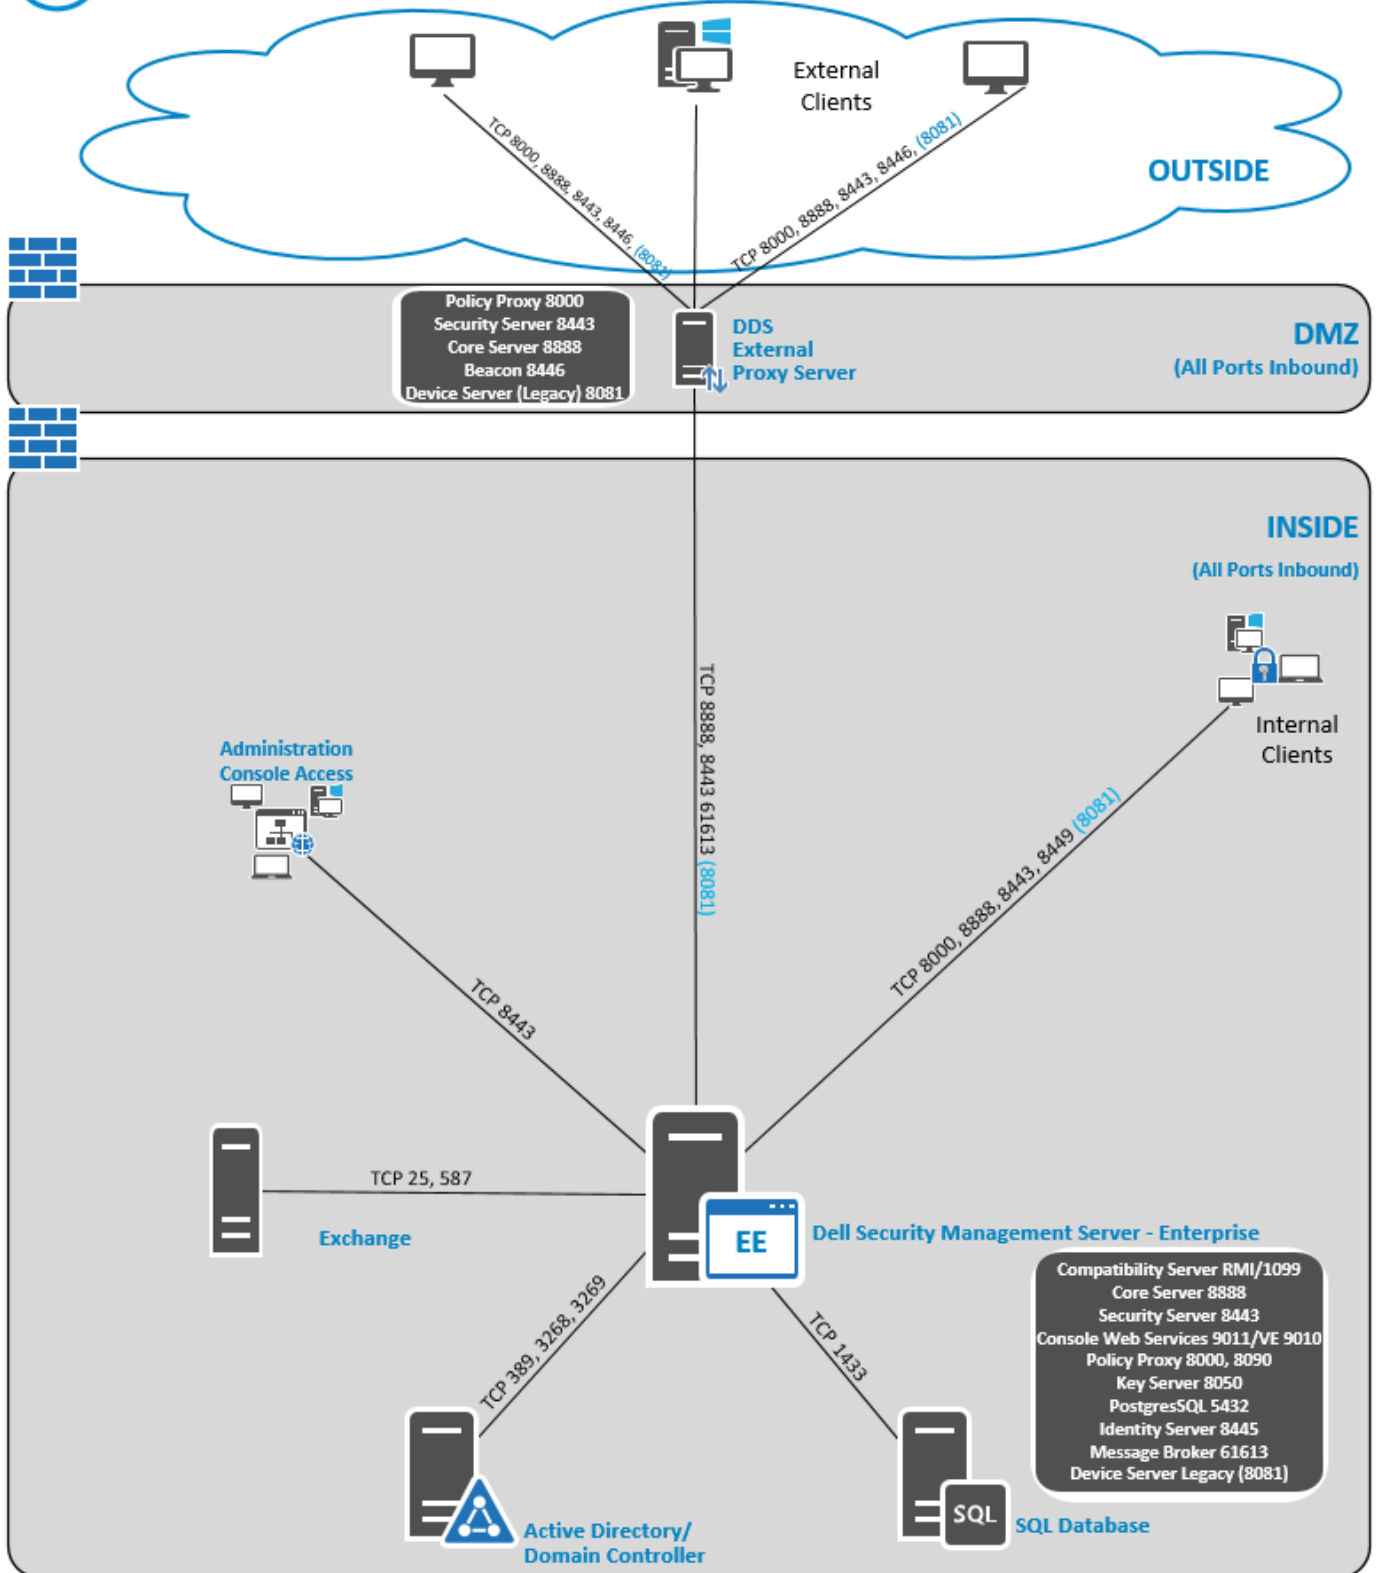 External
Clients
TCP 8000, 8888, 8443, 8446, (8081)
TCP 8000, 8888, 8443, 8446, (8081)
OUTSIDE
Policy Proxy 8000
Security Server 8443
Core Server 8888
Beacon 8446
Device Server (Legacy) 8081
DDS
External
Proxy Server
DMZ
(All Ports Inbound)
INSIDE
(All Ports Inbound)
TCP 8888, 8443 61613 (8081)
Internal
Clients
Administration
Console Access
TCP 8000, 8888, 8443, 8449 (8081)
TCP 8443
TCP 25, 587
Exchange
EE
Dell Security Management Server - Enterprise
Compatibility Server RMI/1099
Core Server 8888
Security Server 8443
Console Web Services 9011/VE 9010
Policy Proxy 8000, 8090
Key Server 8050
PostgresSQL 5432
Identity Server 8445
Message Broker 61613
Device Server Legacy (8081)
TCP 389, 3268, 3269
TCP 1433
Active Directory/
Domain Controller
SQL
SQL Database